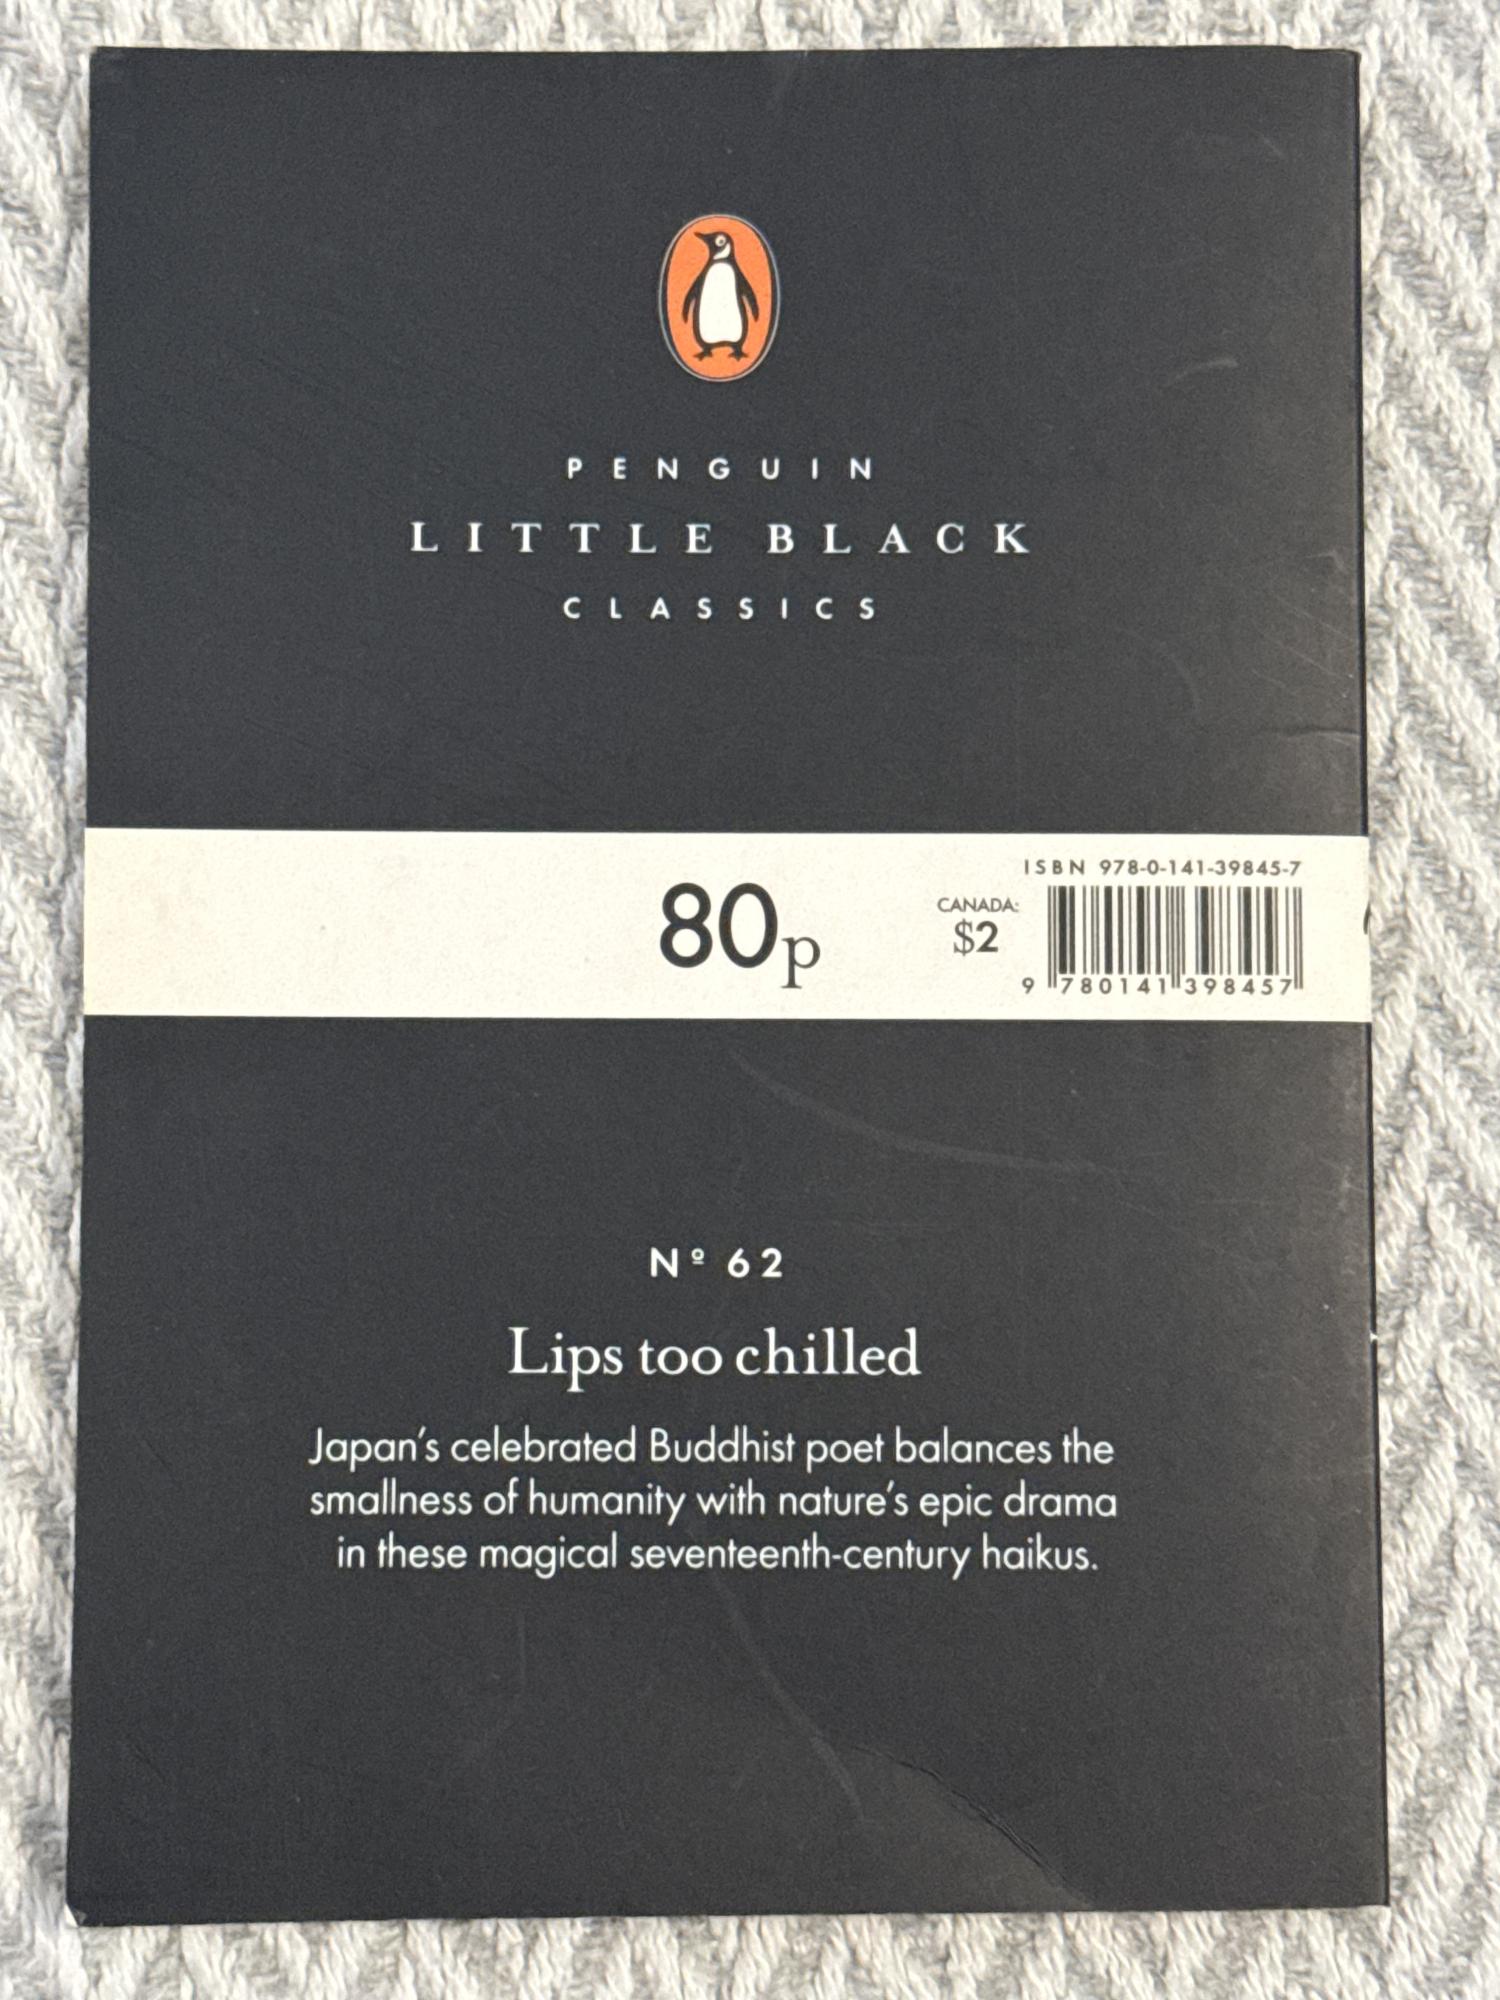 PENGUIN
LITTLE BLACK
CLASSICS
80p
CANADA:
$2
ISBN 978-0-141-39845-7
9 780141 398457
Nº 62
Lips too chilled
Japan's celebrated Buddhist poet balances the
smallness of humanity with nature's epic drama
in these magical seventeenth-century haikus.